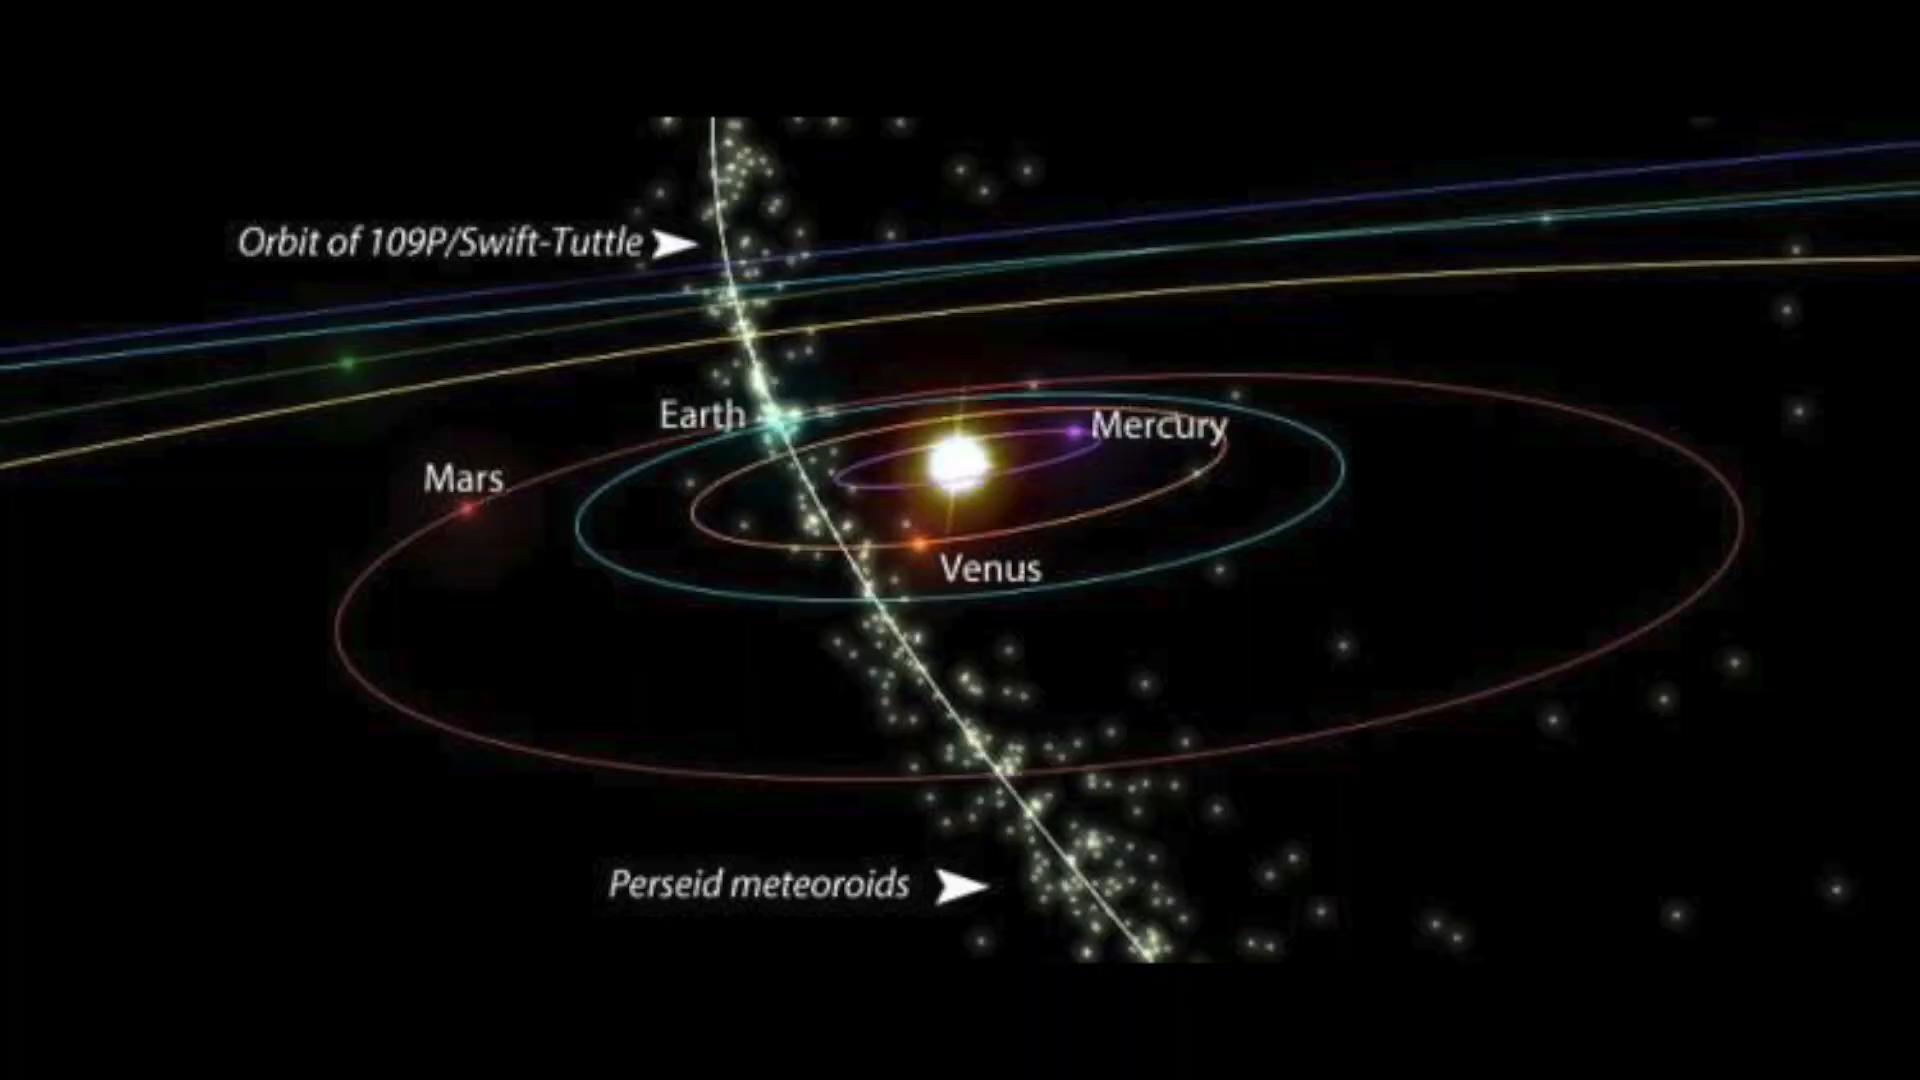 Orbit of 109P/Swift-Tuttle
Earth
Mercury
Mars
Venus
Perseid meteoroids